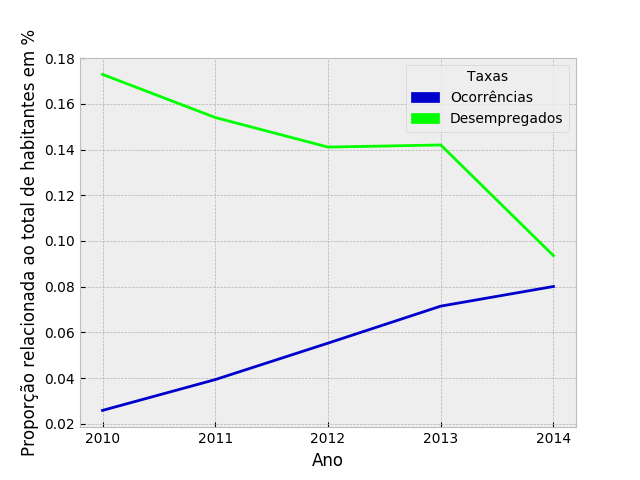 Proporção relacionada ao total de habitantes em %
0.18
0.16
0.14
0.12
0.10
0.08
0.06
0.04
0.02
Taxas
Ocorrências
Desempregados
2010 2011 2012 2013 2014
Ano